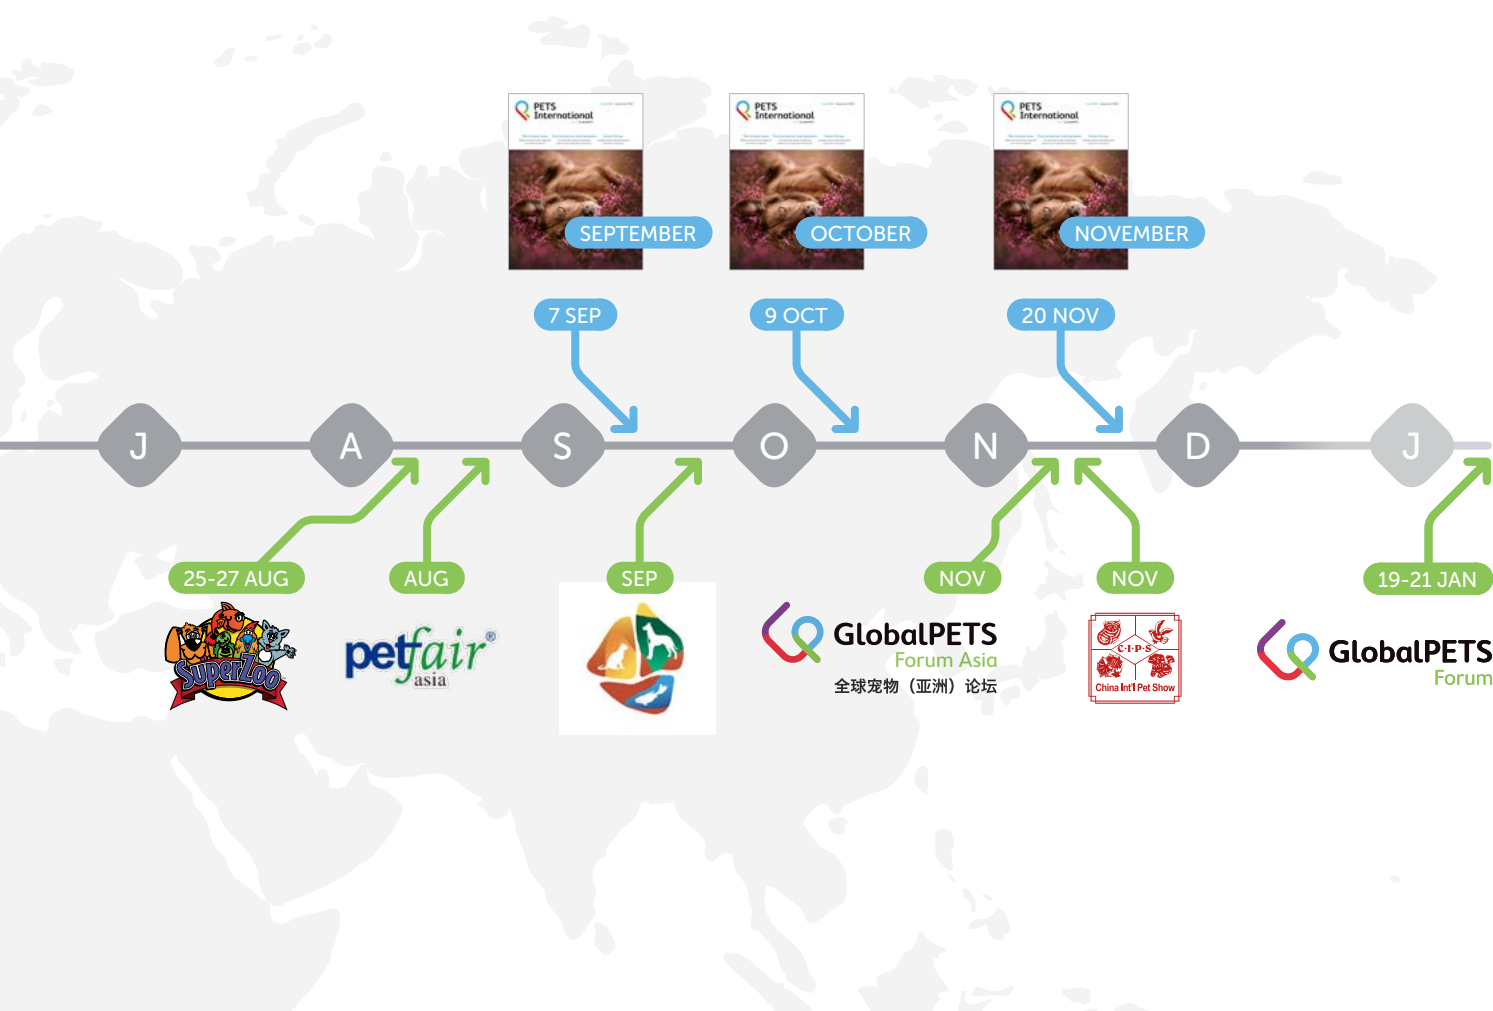 PETS
International
PETS
International
PETS
International
SEPTEMBER
OCTOBER
NOVEMBER
7 SEP
9 OCT
20 NOV
J
A
S
O
N
D
J
25-27 AUG
AUG
SEP
NOV
NOV
19-21 JAN
SuperZoo
petfair®
asia
GlobalPETS
Forum Asia
全球宠物（亚洲）论坛
C·I·P·S
China Int'l Pet Show
GlobalPETS
Forum